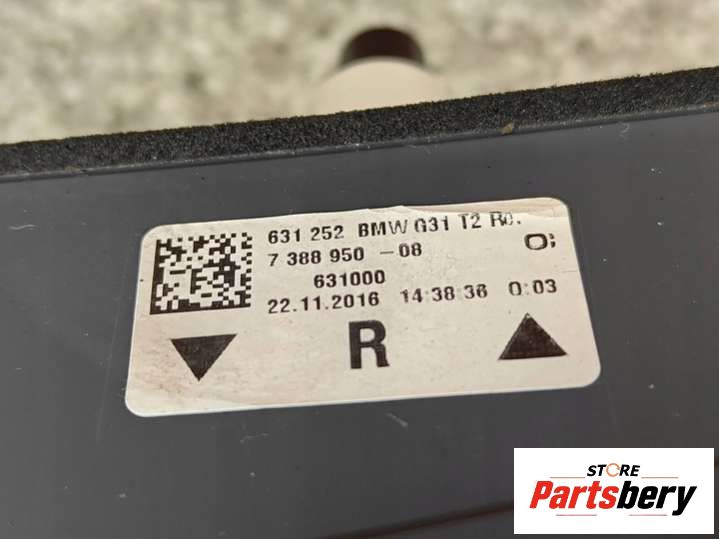 631 252 BMW G31 T2 Ro.
7 388 950 -08
631000
22.11.2016 14:38:36 0:03
R
STORE
Partsbery